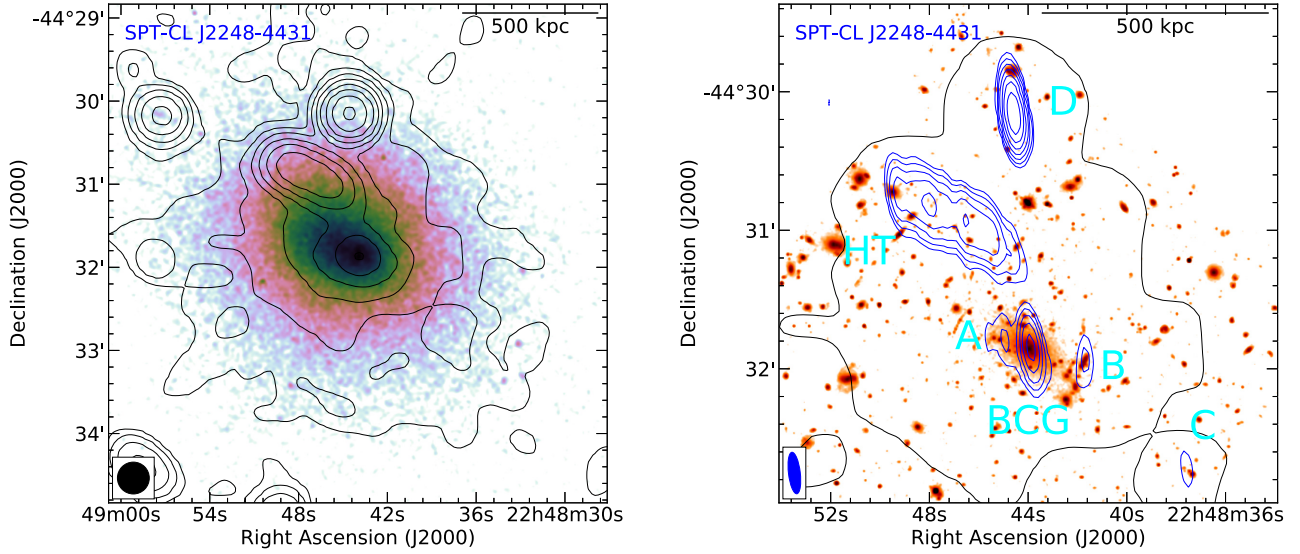 SPT-CL J2248-4431
500 kpc
-44°29'
30'
31'
32'
33'
34'
49m00s 54s 48s 42s 36s 22h48m30s
Right Ascension (J2000)
Declination (J2000)
SPT-CL J2248-4431
500 kpc
-44°30'
31'
32'
D
HT
A
B
BCG
C
52s 48s 44s 40s 22h48m36s
Right Ascension (J2000)
Declination (J2000)